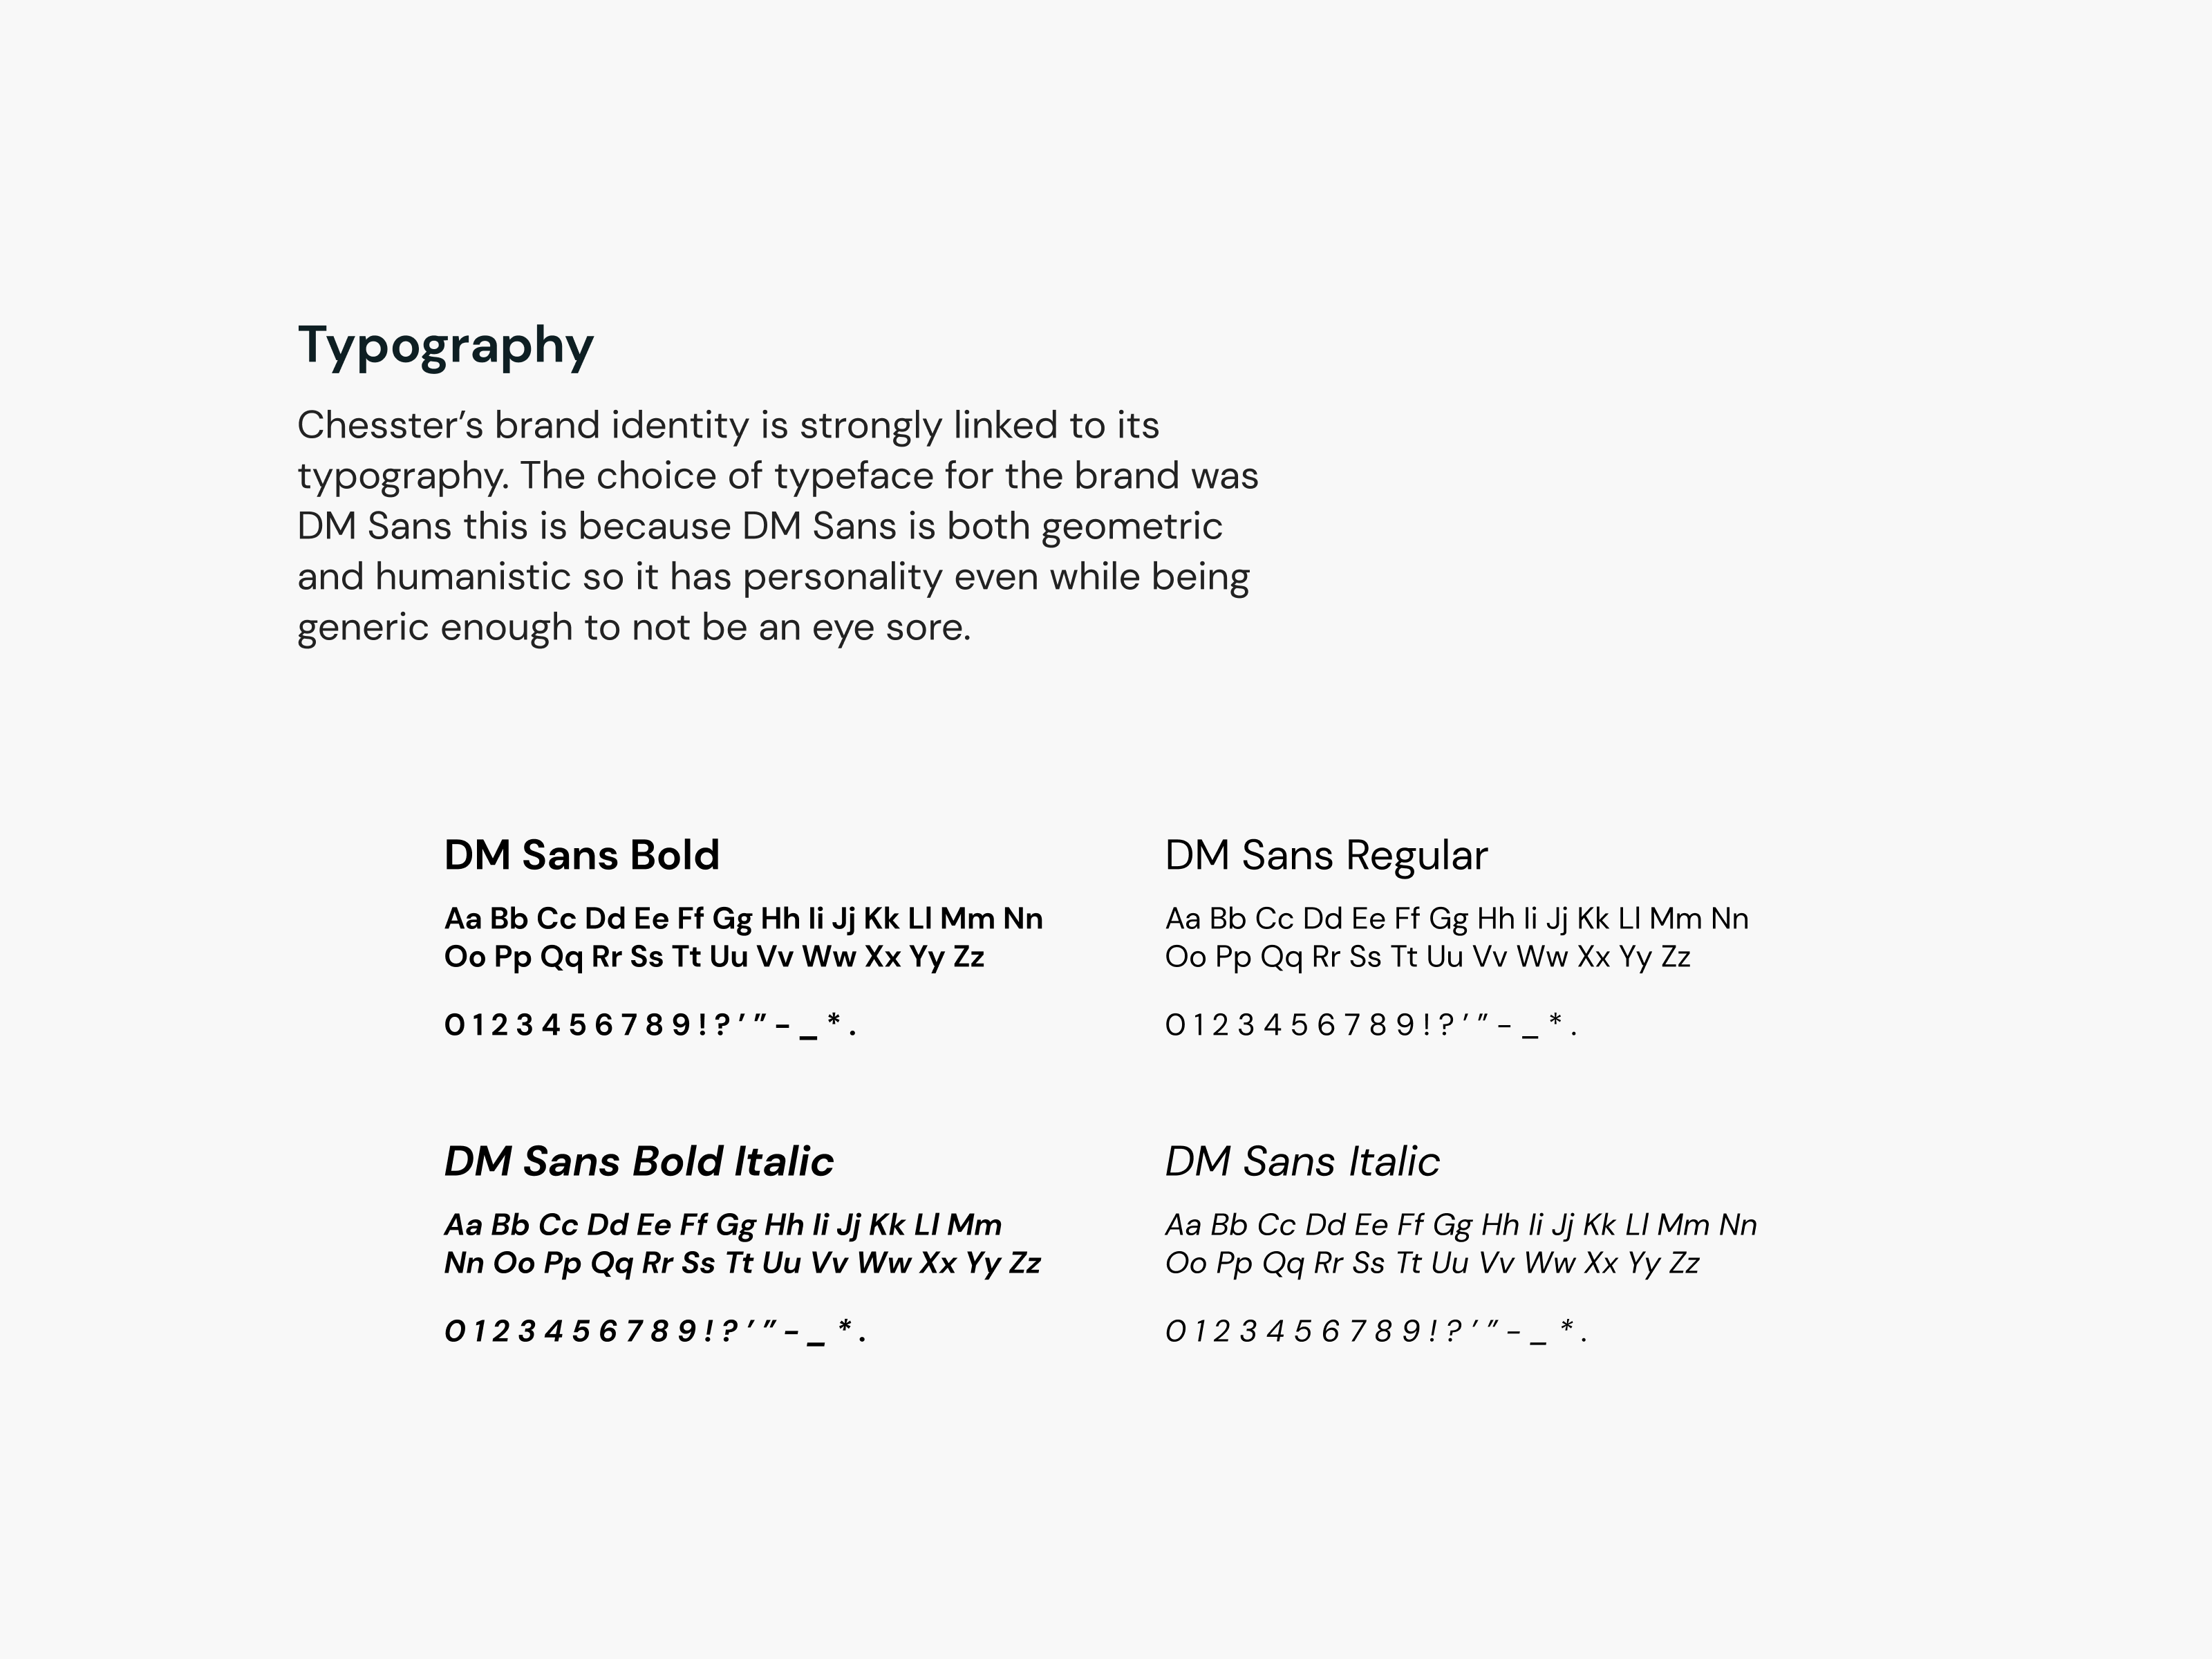 Typography
Chesster’s brand identity is strongly linked to its
typography. The choice of typeface for the brand was
DM Sans this is because DM Sans is both geometric
and humanistic so it has personality even while being
generic enough to not be an eye sore.
DM Sans Bold
Aa Bb Cc Dd Ee Ff Gg Hh Ii Jj Kk Ll Mm Nn
Oo Pp Qq Rr Ss Tt Uu Vv Ww Xx Yy Zz
0 1 2 3 4 5 6 7 8 9 ! ? ’ ” - _ * .
DM Sans Regular
Aa Bb Cc Dd Ee Ff Gg Hh Ii Jj Kk Ll Mm Nn
Oo Pp Qq Rr Ss Tt Uu Vv Ww Xx Yy Zz
0 1 2 3 4 5 6 7 8 9 ! ? ’ ” - _ * .
DM Sans Bold Italic
Aa Bb Cc Dd Ee Ff Gg Hh Ii Jj Kk Ll Mm
Nn Oo Pp Qq Rr Ss Tt Uu Vv Ww Xx Yy Zz
0 1 2 3 4 5 6 7 8 9 ! ? ’ ” - _ * .
DM Sans Italic
Aa Bb Cc Dd Ee Ff Gg Hh Ii Jj Kk Ll Mm Nn
Oo Pp Qq Rr Ss Tt Uu Vv Ww Xx Yy Zz
0 1 2 3 4 5 6 7 8 9 ! ? ’ ” - _ * .